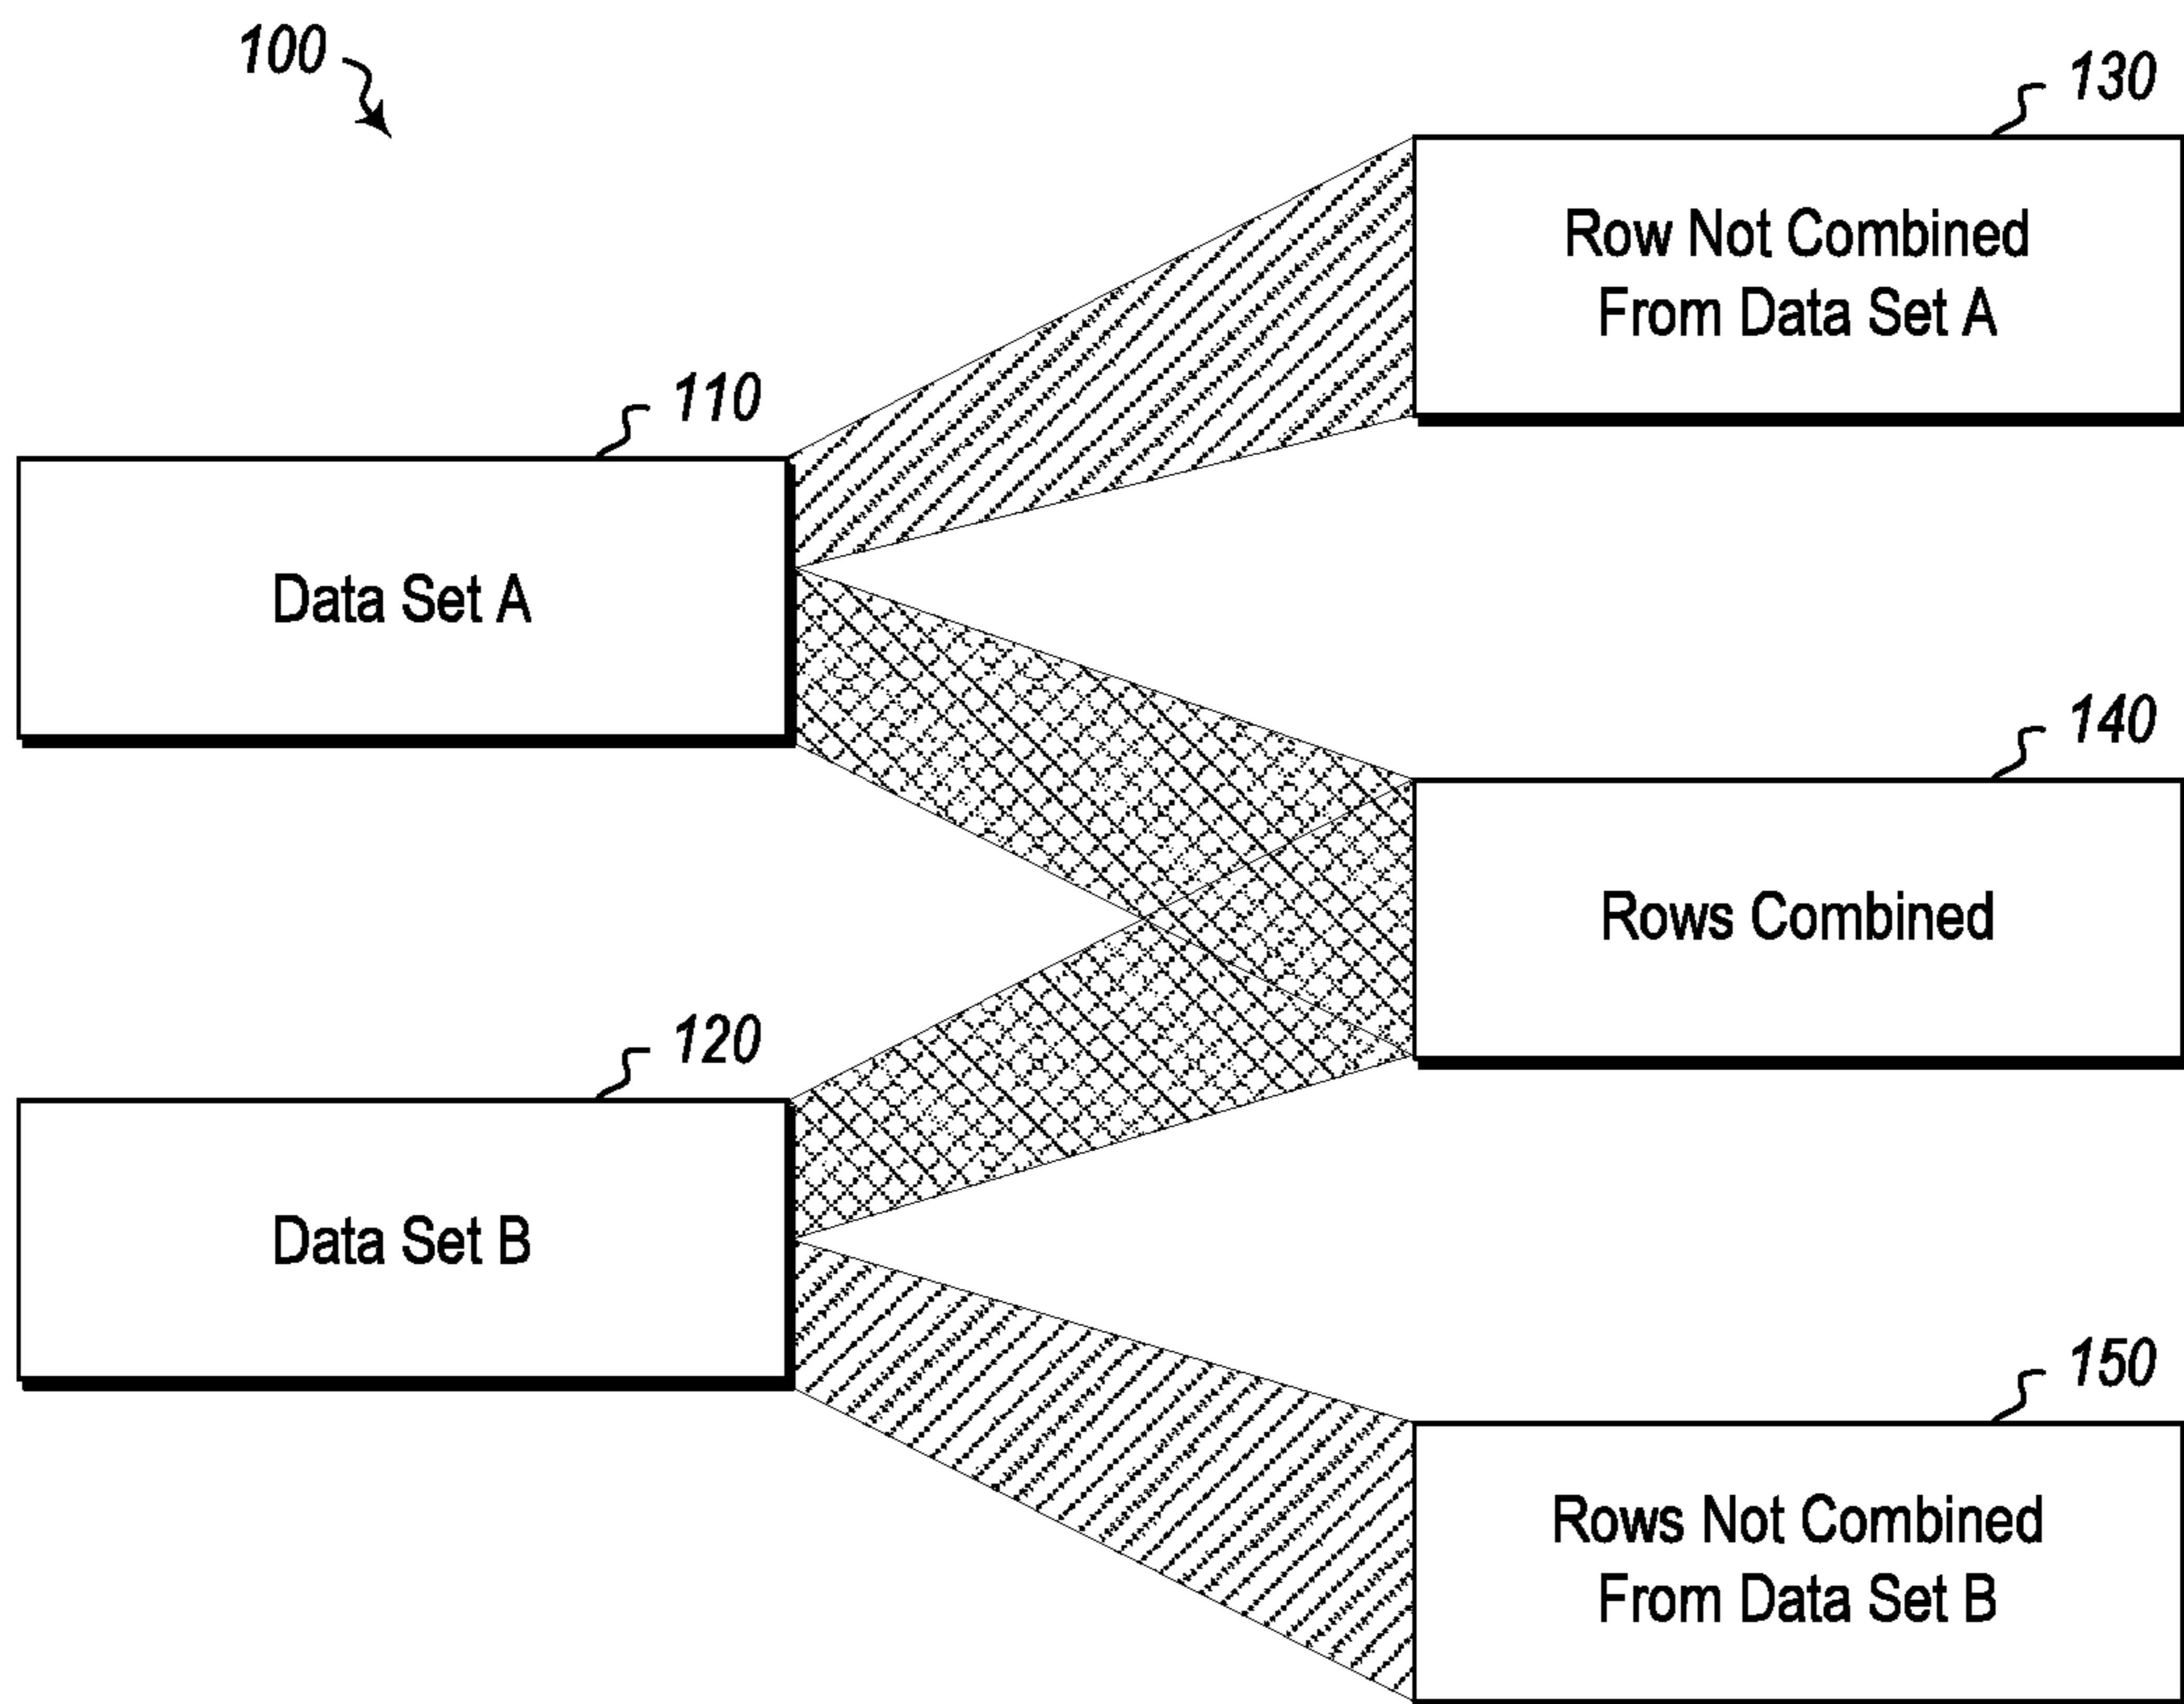 100
130
Row Not Combined
From Data Set A
110
Data Set A
140
Rows Combined
120
Data Set B
150
Rows Not Combined
From Data Set B